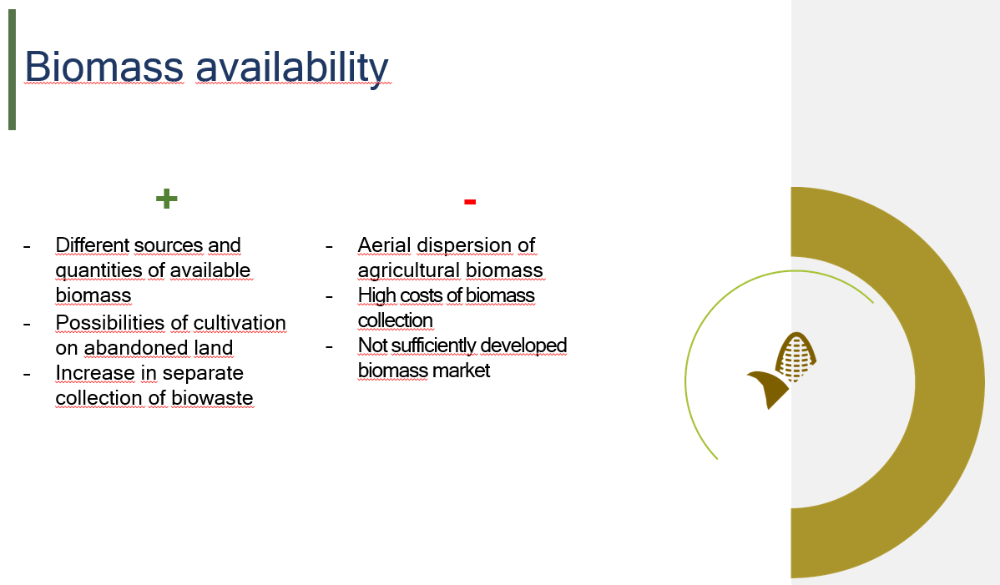 Biomass availability
+
- Different sources and
quantities of available
biomass
- Possibilities of cultivation
on abandoned land
- Increase in separate
collection of biowaste
-
- Aerial dispersion of
agricultural biomass
- High costs of biomass
collection
- Not sufficiently developed
biomass market